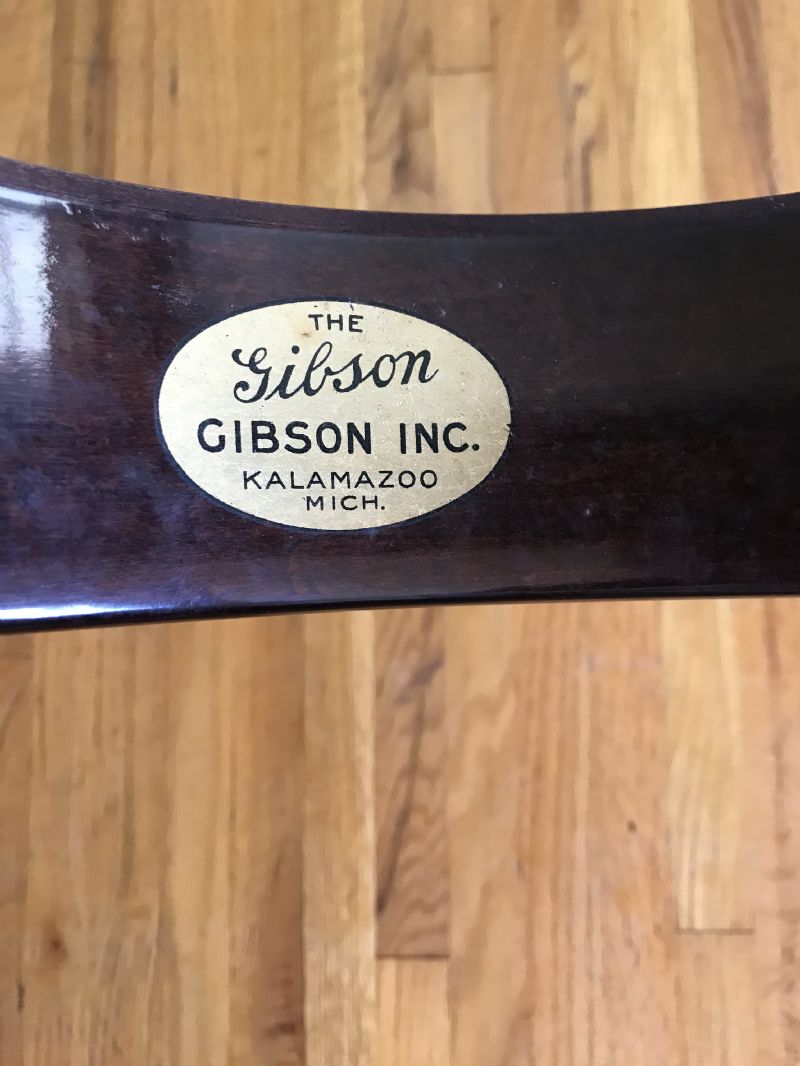 THE
Gibson
GIBSON INC.
KALAMAZOO
MICH.